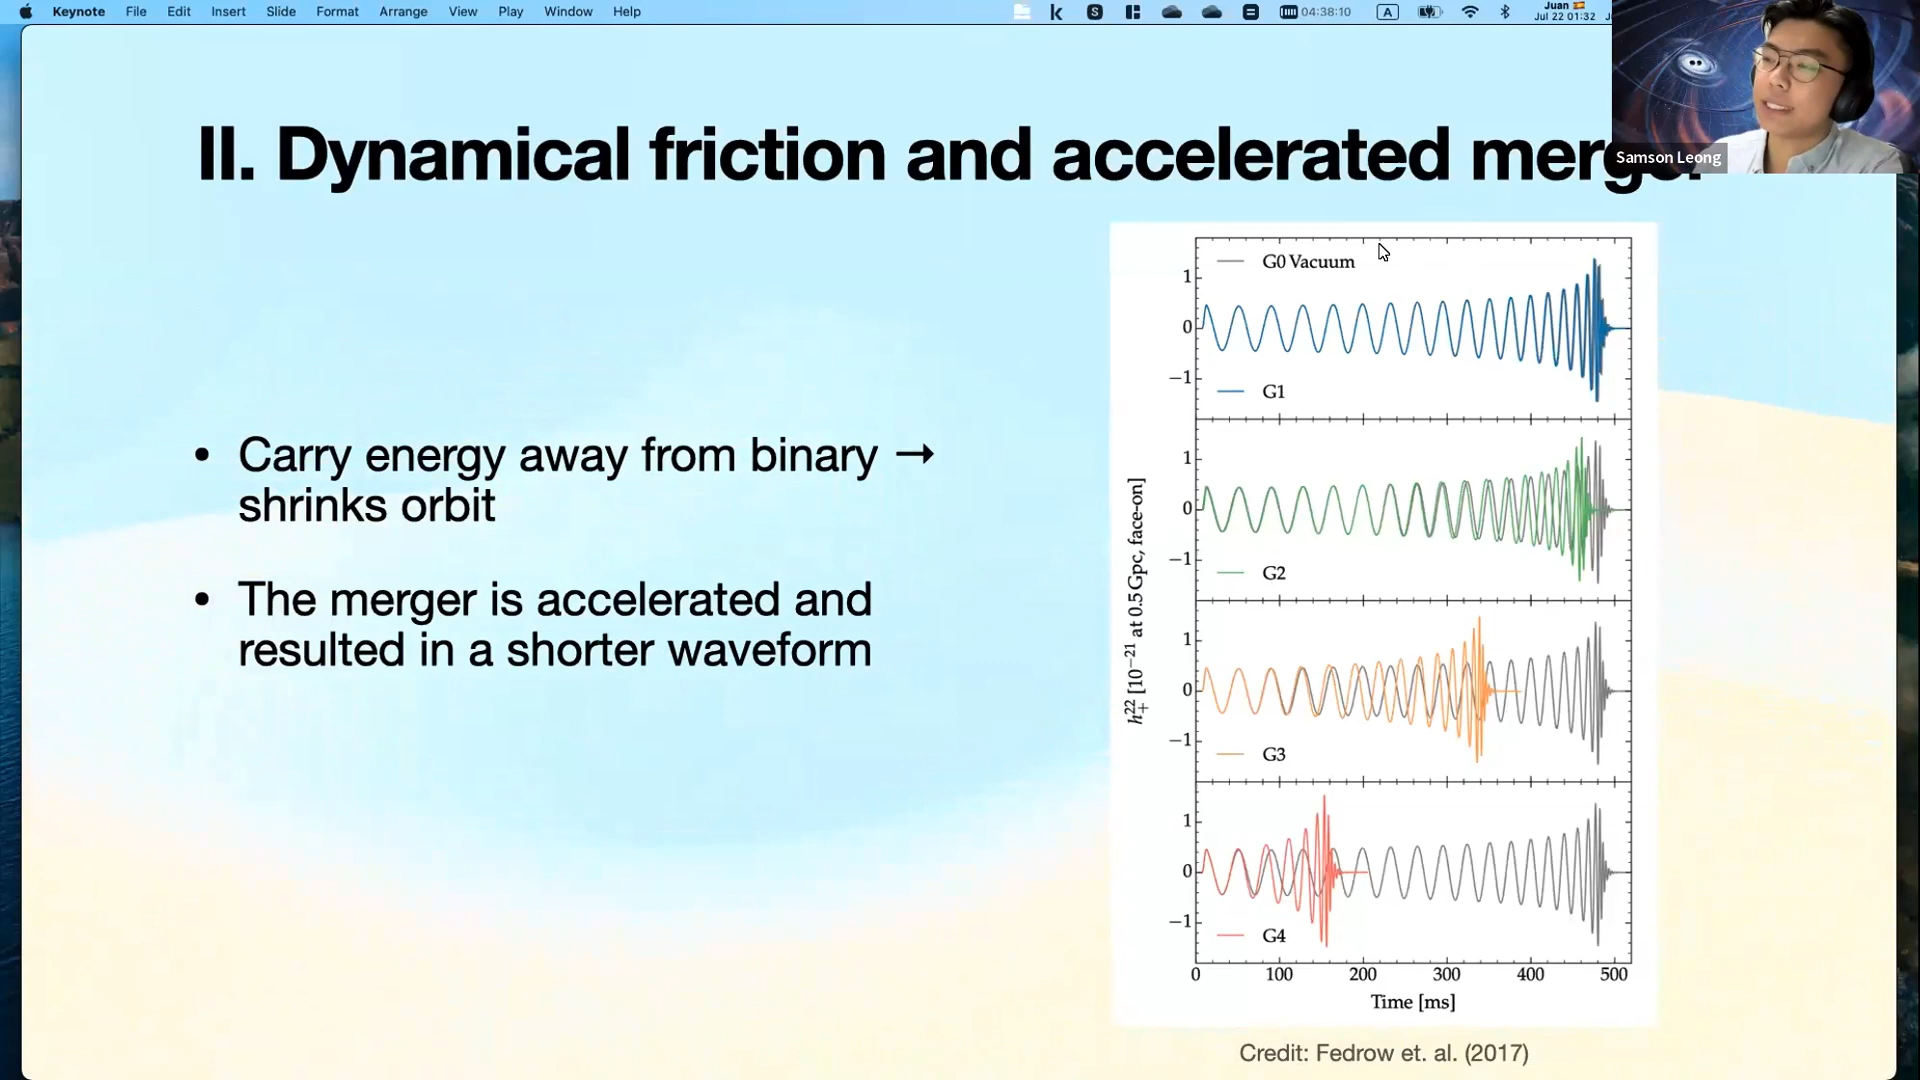 Keynote File Edit Insert Slide Format Arrange View Play Window Help
04:38:10
A
Juan
Jul 22 01:32
Samson Leong
II. Dynamical friction and accelerated merger
• Carry energy away from binary →
shrinks orbit
• The merger is accelerated and
resulted in a shorter waveform
G0 Vacuum
1
0
−1
G1
1
0
−1
G2
1
0
−1
G3
1
0
−1
G4
h₊²² [10⁻²¹ at 0.5 Gpc, face-on]
0 100 200 300 400 500
Time [ms]
Credit: Fedrow et. al. (2017)